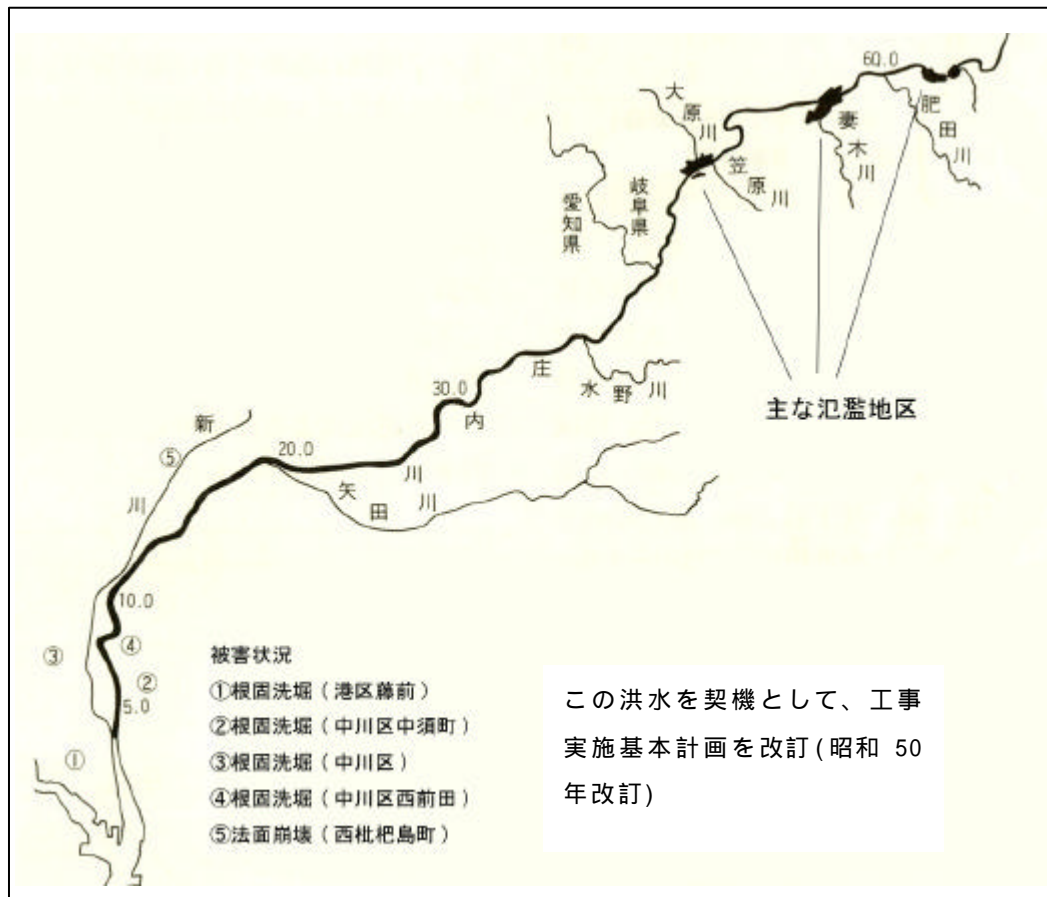 60.0
大原川
肥田川
妻木川
笠原川
岐阜県
愛知県
庄内川
水野川
30.0
主な氾濫地区
新川
⑤
20.0
矢田川
10.0
③
④
②
5.0
①
被害状況
①根固洗堀(港区藤前)
②根固洗堀(中川区中須町)
③根固洗堀(中川区)
④根固洗堀(中川区西前田)
⑤法面崩壊(西枇杷島町)
この洪水を契機として、工事
実施基本計画を改訂(昭和 50
年改訂)